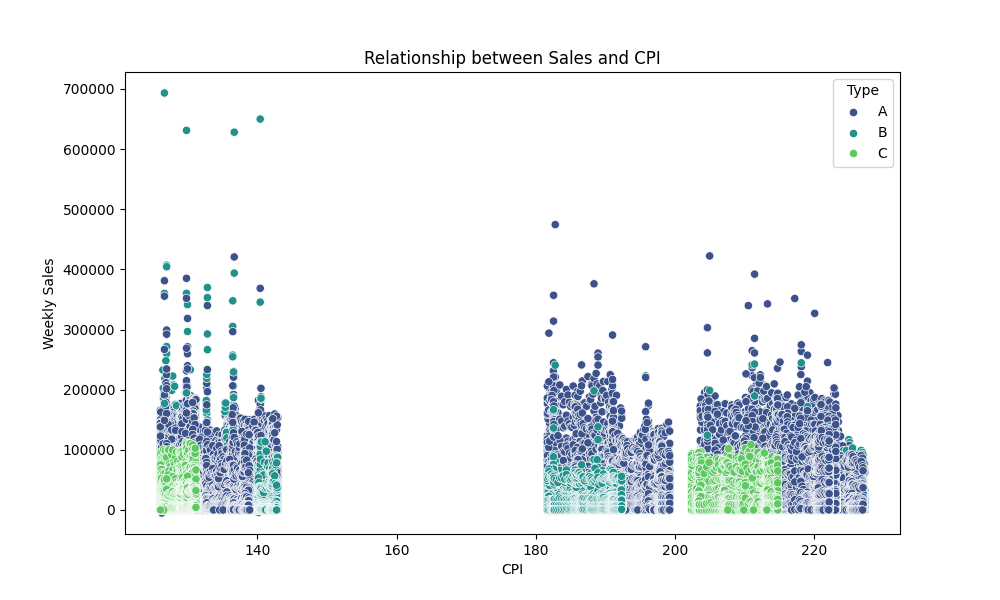 Relationship between Sales and CPI
Type
A
B
C
700000
600000
500000
400000
300000
200000
100000
0
Weekly Sales
140
160
180
200
220
CPI